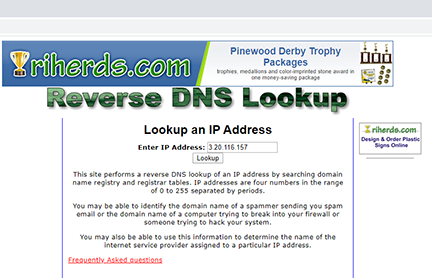 riherds.com
Pinewood Derby Trophy
Packages
trophies, medallions and color-imprinted stone award in
one money-saving package
Reverse DNS Lookup
Lookup an IP Address
Enter IP Address: 3.20.116.157
Lookup
riherds.com
Design & Order Plastic
Signs Online
This site performs a reverse DNS lookup of an IP address by searching domain
name registry and registrar tables. IP addresses are four numbers in the range
of 0 to 255 separated by periods.
You may be able to identify the domain name of a spammer sending you spam
email or the domain name of a computer trying to break into your firewall or
someone trying to hack your system.
You may also be able to use this information to determine the name of the
internet service provider assigned to a particular IP address.
Frequently Asked questions